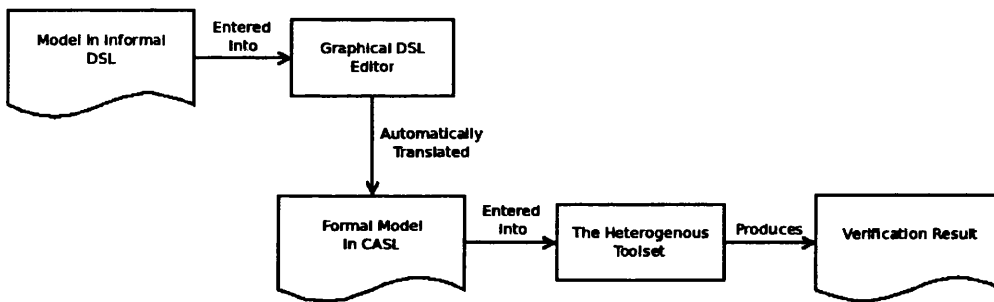 Model in Informal
DSL
Entered
Into
Graphical DSL
Editor
Automatically
Translated
Formal Model
in CASL
Entered
Into
The Heterogenous
Toolset
Produces
Verification Result